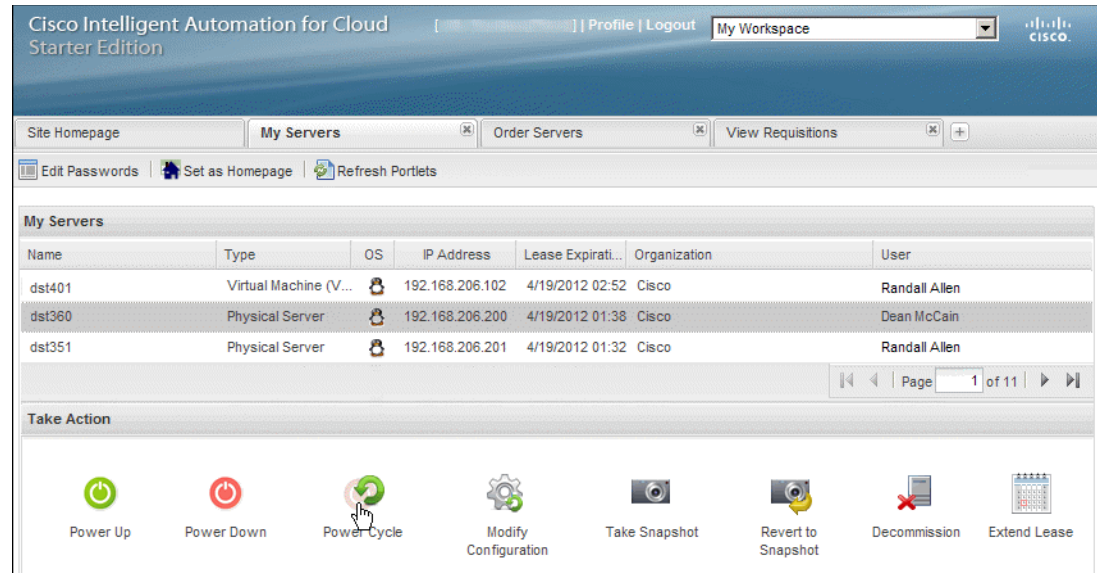 Cisco Intelligent Automation for Cloud
Starter Edition
[ ] | Profile | Logout
My Workspace
CISCO.
Site Homepage
My Servers
Order Servers
View Requisitions
Edit Passwords
Set as Homepage
Refresh Portlets
My Servers
Name Type OS IP Address Lease Expirati... Organization User
dst401 Virtual Machine (V... 192.168.206.102 4/19/2012 02:52 Cisco Randall Allen
dst360 Physical Server 192.168.206.200 4/19/2012 01:38 Cisco Dean McCain
dst351 Physical Server 192.168.206.201 4/19/2012 01:32 Cisco Randall Allen
Page 1 of 11
Take Action
Power Up
Power Down
Power Cycle
Modify
Configuration
Take Snapshot
Revert to
Snapshot
Decommission
Extend Lease